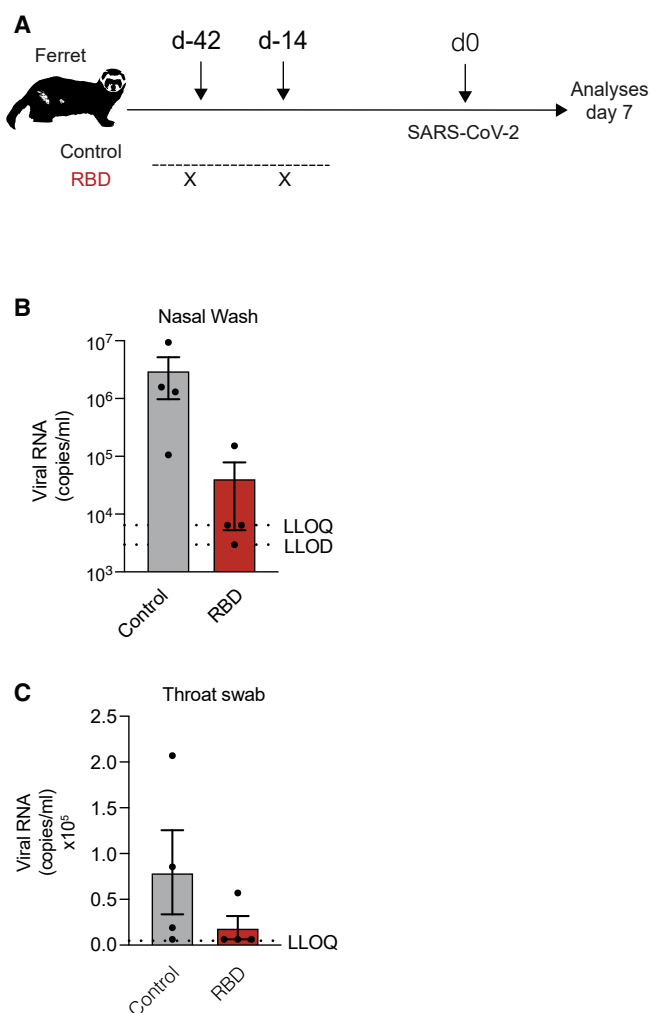 A
d-42 d-14 d0
Ferret
Analyses
day 7
SARS-CoV-2
Control
RBD X X
B
Nasal Wash
Viral RNA
(copies/ml)
10⁷
10⁶
10⁵
10⁴
10³
LLOQ
LLOD
Control RBD
C
Throat swab
Viral RNA
(copies/ml)
x10⁵
2.5
2.0
1.5
1.0
0.5
0.0
LLOQ
Control RBD